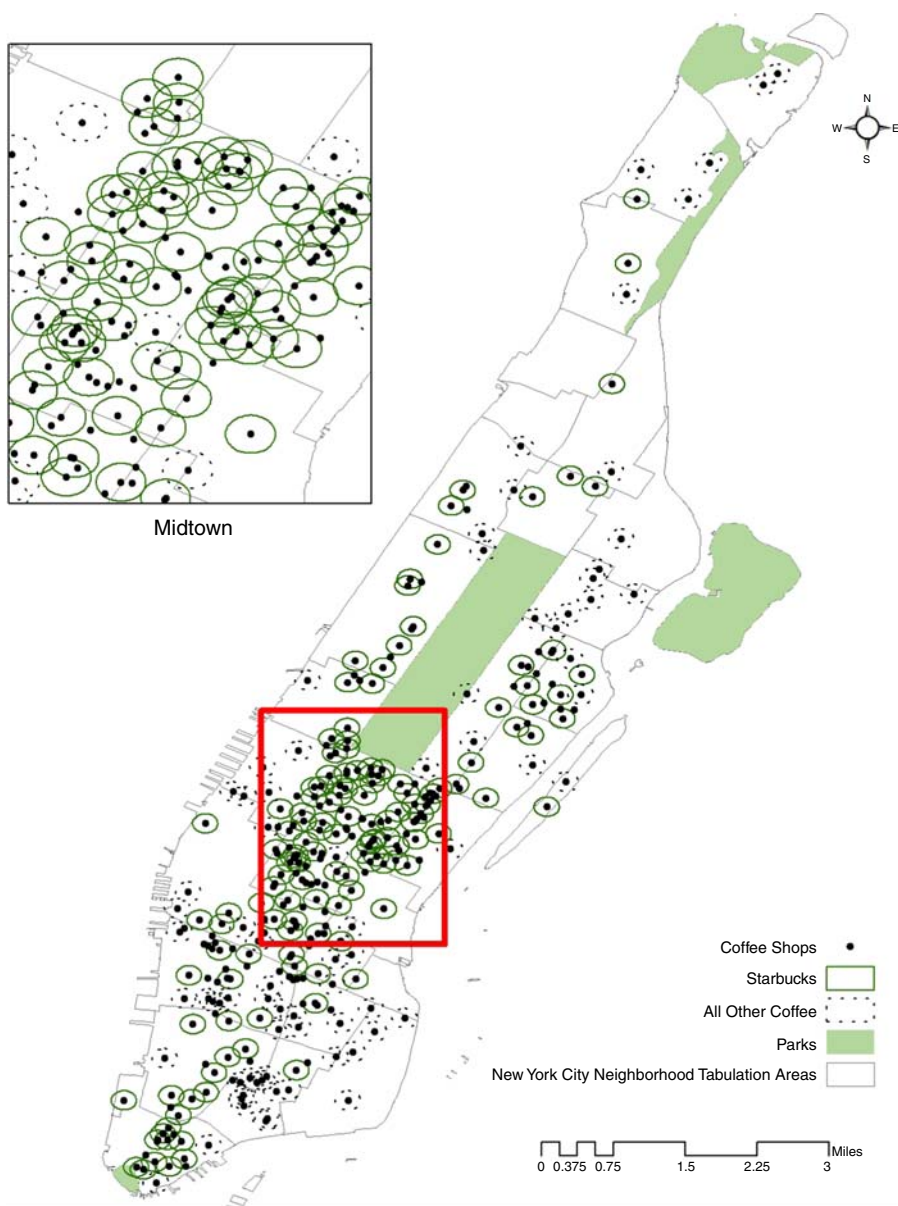 N
W E
S
Midtown
Coffee Shops
Starbucks
All Other Coffee
Parks
New York City Neighborhood Tabulation Areas
Miles
0 0.375 0.75 1.5 2.25 3